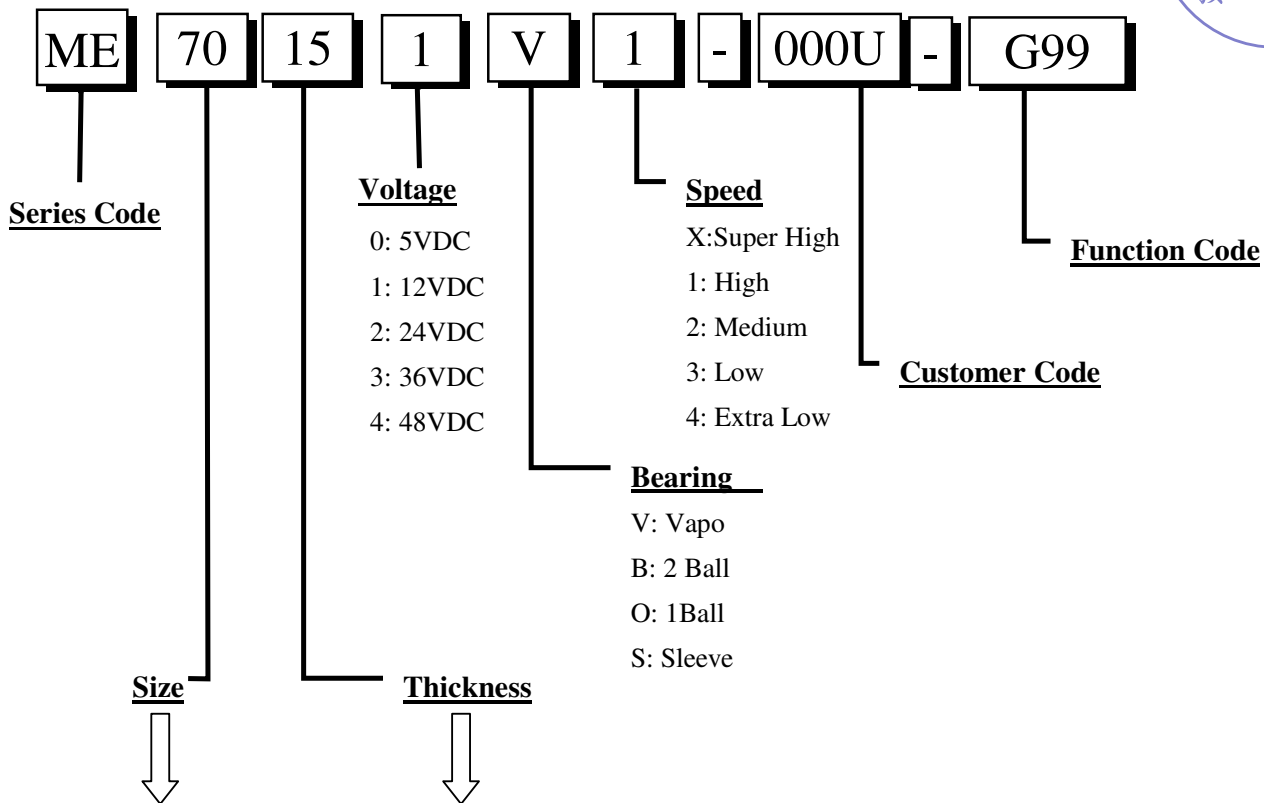 ME 70 15 1 V 1 - 000U - G99
Series Code
Voltage
0: 5VDC
1: 12VDC
2: 24VDC
3: 36VDC
4: 48VDC
Speed
X:Super High
1: High
2: Medium
3: Low
4: Extra Low
Function Code
Customer Code
Bearing
V: Vapo
B: 2 Ball
O: 1Ball
S: Sleeve
Size
Thickness